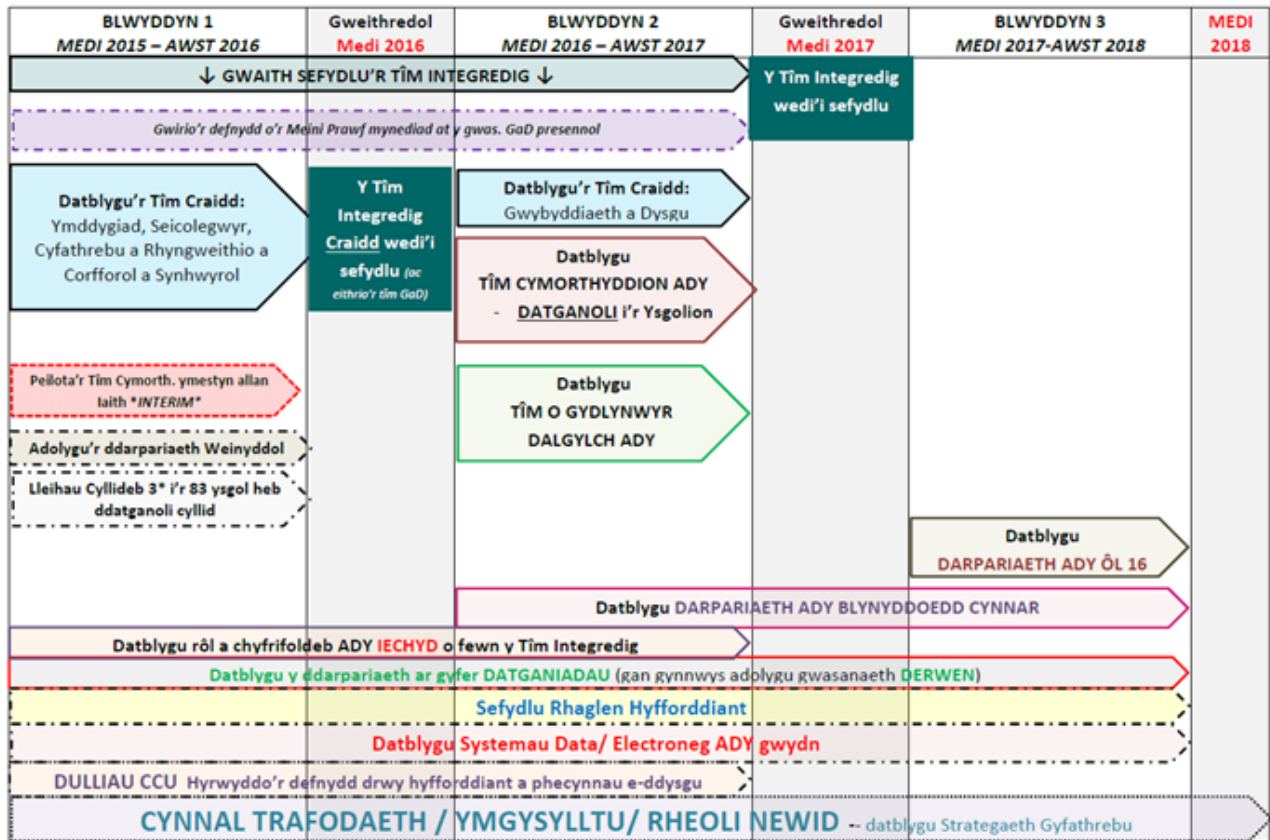 BLWYDDYN 1
MEDI 2015 – AWST 2016
Gweithredol
Medi 2016
BLWYDDYN 2
MEDI 2016 – AWST 2017
Gweithredol
Medi 2017
BLWYDDYN 3
MEDI 2017-AWST 2018
MEDI
2018
↓ GWAITH SEFYDLU'R TÎM INTEGREDIG ↓
Y Tîm Integredig
wedi'i sefydlu
Gwirio'r defnydd o'r Meini Prawf mynediad at y gwas. GaD presennol
Datblygu'r Tîm Craidd:
Ymddygiad, Seicolegwyr,
Cyfathrebu a Rhyngweithio a
Corfforol a Synhwyrol
Y Tîm
Integredig
Craidd wedi'i
sefydlu (ac
eithrio'r tîm GaD)
Datblygu'r Tîm Craidd:
Gwybyddiaeth a Dysgu
Datblygu
TÎM CYMORTHYDDION ADY
- DATGANOLI i'r Ysgolion
Peilota'r Tîm Cymorth. ymestyn allan
Iaith *INTERIM*
Datblygu
TÎM O GYDLYNWYR
DALGYLCH ADY
Adolygu'r ddarpariaeth Weinyddol
Lleihau Cyllideb 3* i'r 83 ysgol heb
ddatganoli cyllid
Datblygu
DARPARIAETH ADY ÔL 16
Datblygu DARPARIAETH ADY BLYNYDDOEDD CYNNAR
Datblygu rôl a chyfrifoldeb ADY IECHYD o fewn y Tîm Integredig
Datblygu y ddarpariaeth ar gyfer DATGANIADAU (gan gynnwys adolygu gwasanaeth DERWEN)
Sefydlu Rhaglen Hyfforddiant
Datblygu Systemau Data/ Electroneg ADY gwydn
DULLIAU CCU Hyrwyddo'r defnydd drwy hyfforddiant a phecynnau e-ddysgu
CYNNAL TRAFODAETH / YMGYSYLLTU/ RHEOLI NEWID -- datblygu Strategaeth Gyfathrebu